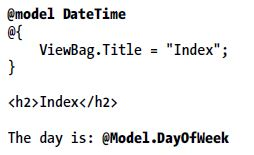 @model DateTime
@{
    ViewBag.Title = "Index";
}
<h2>Index</h2>
The day is: @Model.DayOfWeek